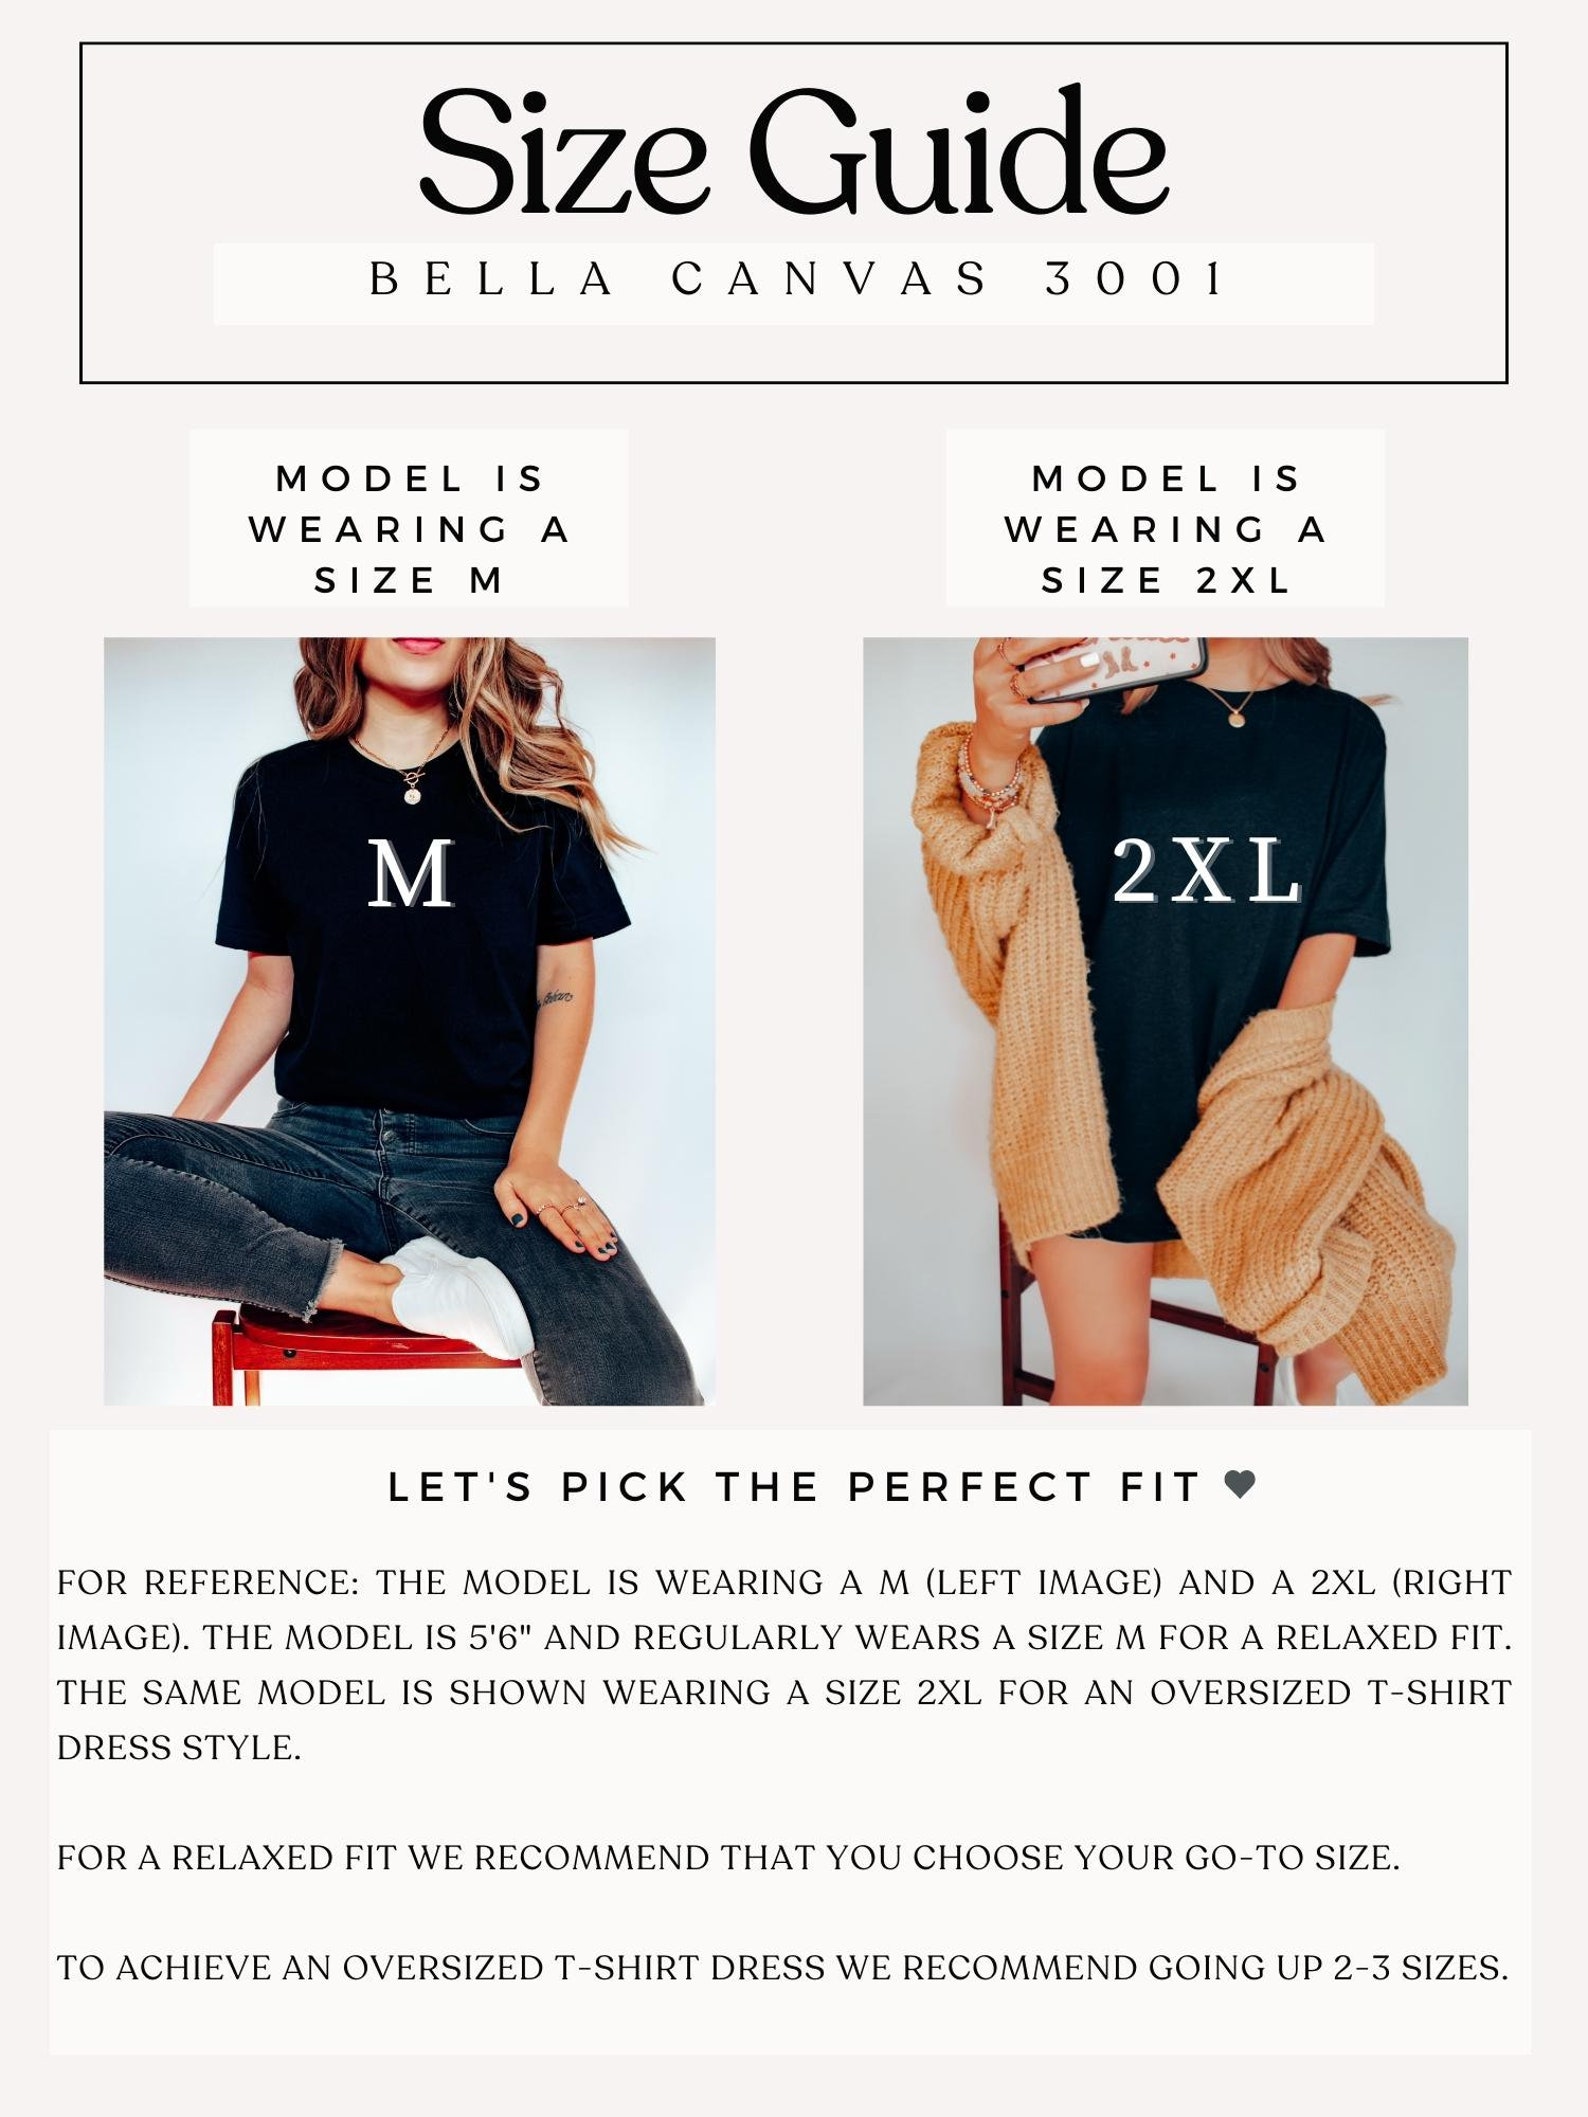 Size Guide
BELLA CANVAS 3001
MODEL IS
WEARING A
SIZE M
MODEL IS
WEARING A
SIZE 2XL
M
2XL
LET'S PICK THE PERFECT FIT ♥
FOR REFERENCE: THE MODEL IS WEARING A M (LEFT IMAGE) AND A 2XL (RIGHT
IMAGE). THE MODEL IS 5'6" AND REGULARLY WEARS A SIZE M FOR A RELAXED FIT.
THE SAME MODEL IS SHOWN WEARING A SIZE 2XL FOR AN OVERSIZED T-SHIRT
DRESS STYLE.
FOR A RELAXED FIT WE RECOMMEND THAT YOU CHOOSE YOUR GO-TO SIZE.
TO ACHIEVE AN OVERSIZED T-SHIRT DRESS WE RECOMMEND GOING UP 2-3 SIZES.